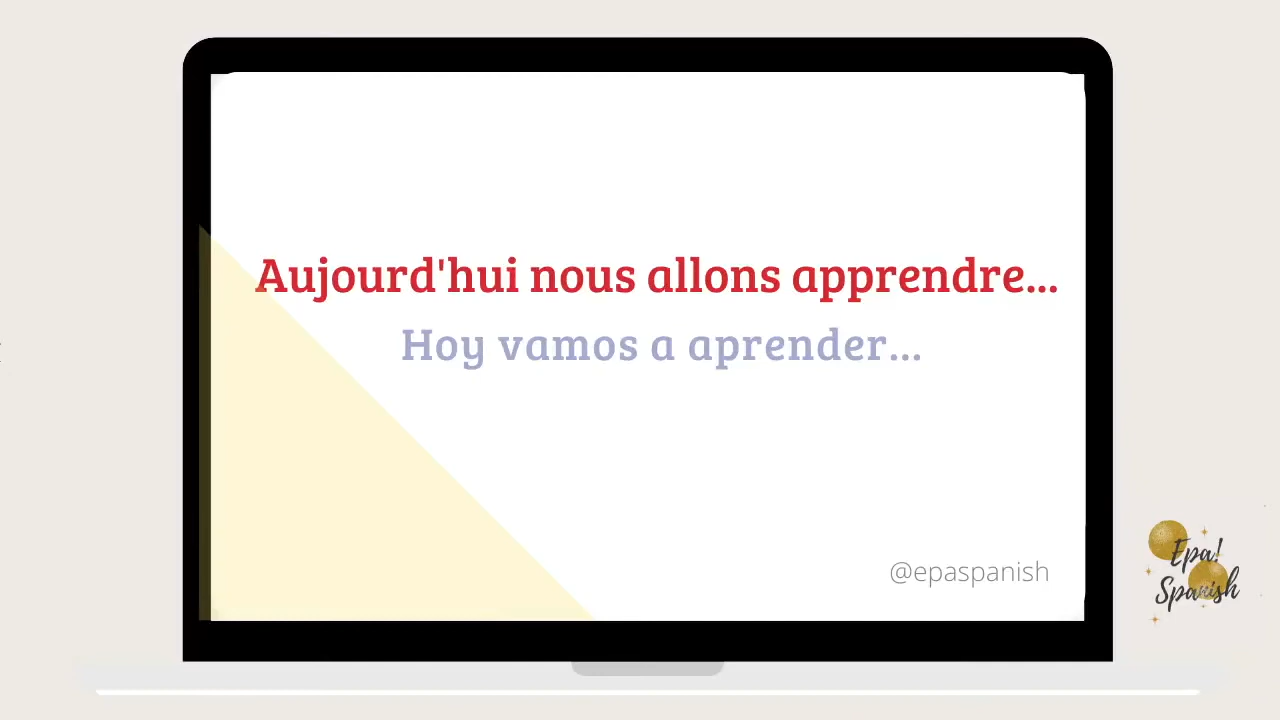 Aujourd'hui nous allons apprendre...
Hoy vamos a aprender...
@epaspanish
Epa!
Spanish